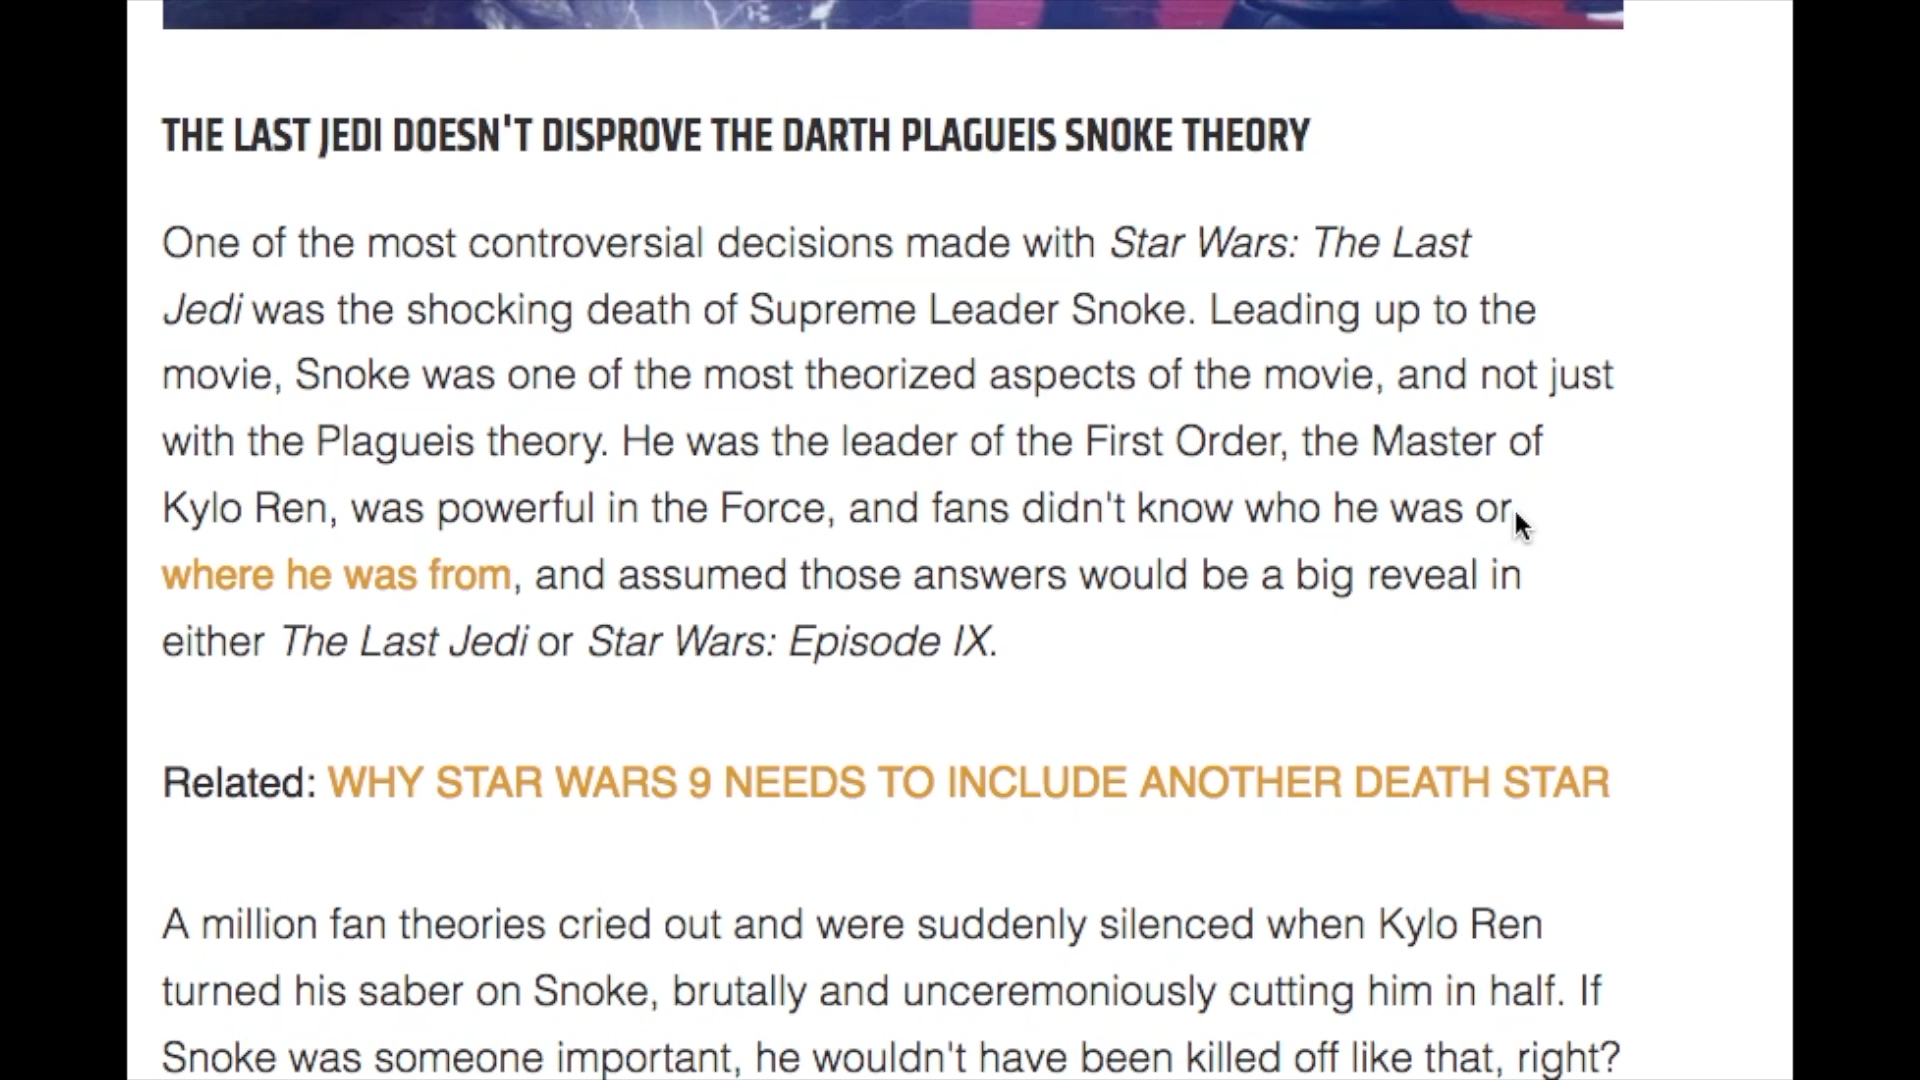 THE LAST JEDI DOESN'T DISPROVE THE DARTH PLAGUEIS SNOKE THEORY
One of the most controversial decisions made with Star Wars: The Last
Jedi was the shocking death of Supreme Leader Snoke. Leading up to the
movie, Snoke was one of the most theorized aspects of the movie, and not just
with the Plagueis theory. He was the leader of the First Order, the Master of
Kylo Ren, was powerful in the Force, and fans didn't know who he was or
where he was from, and assumed those answers would be a big reveal in
either The Last Jedi or Star Wars: Episode IX.
Related: WHY STAR WARS 9 NEEDS TO INCLUDE ANOTHER DEATH STAR
A million fan theories cried out and were suddenly silenced when Kylo Ren
turned his saber on Snoke, brutally and unceremoniously cutting him in half. If
Snoke was someone important, he wouldn't have been killed off like that, right?